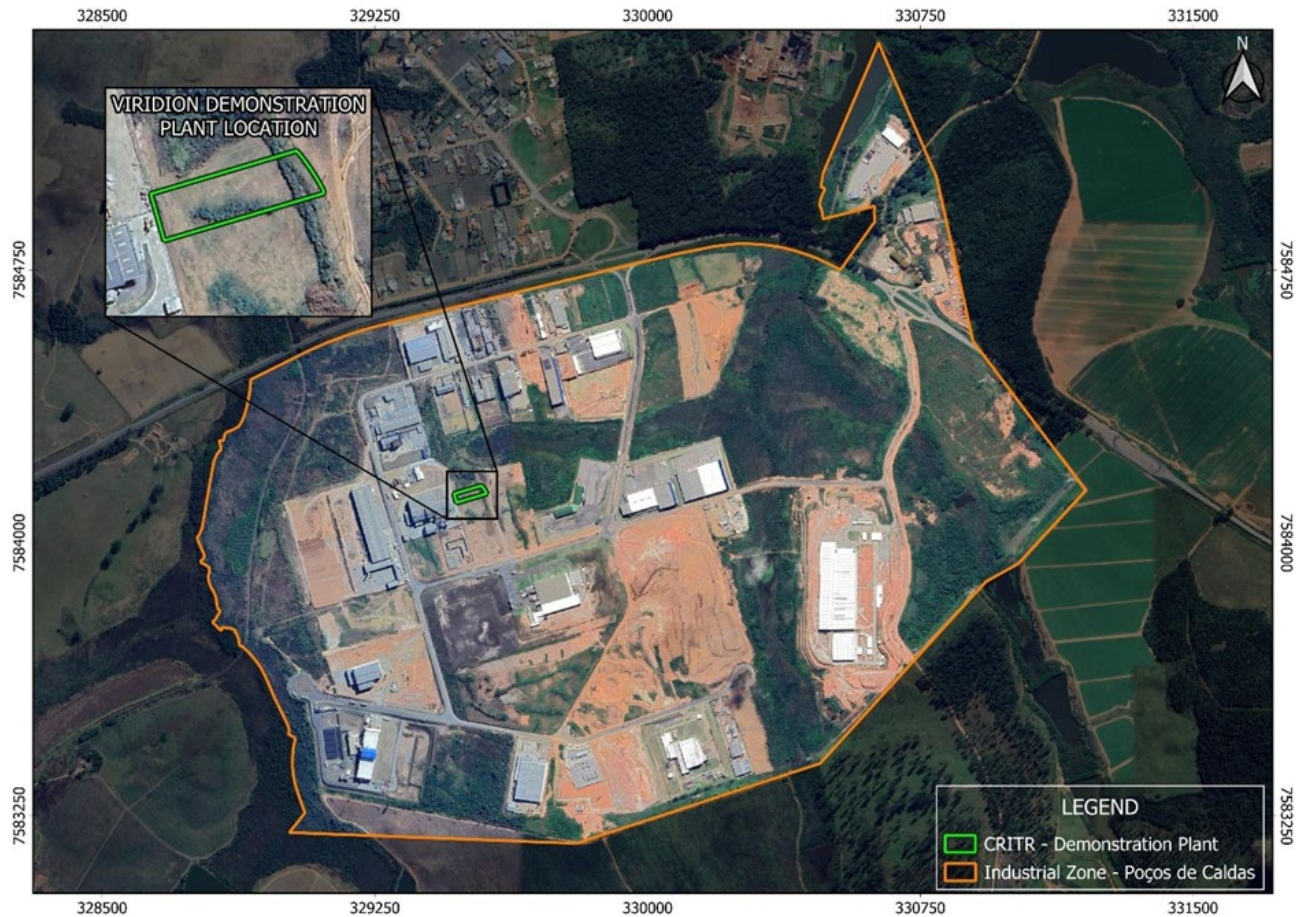 328500 329250 330000 330750 331500
N
VIRIDION DEMONSTRATION
PLANT LOCATION
7584750 7584750
7584000 7584000
7583250 7583250
LEGEND
CRITR - Demonstration Plant
Industrial Zone - Poços de Caldas
328500 329250 330000 330750 331500